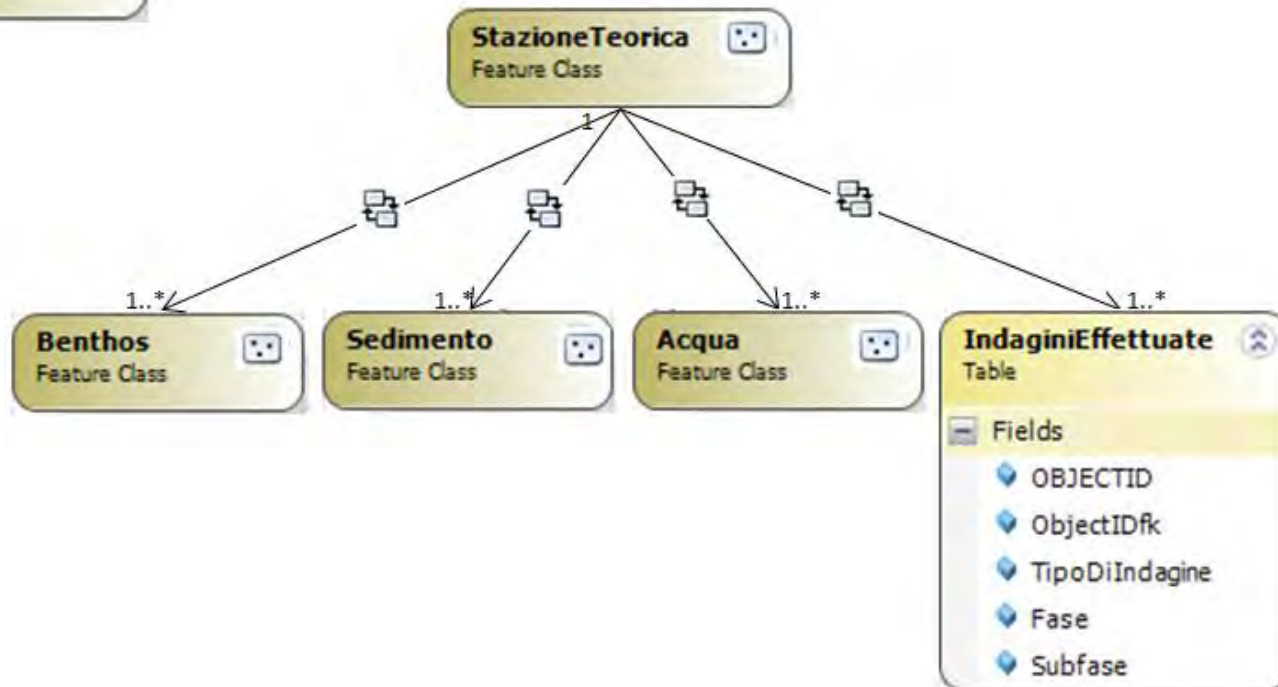 StazioneTeorica
Feature Class
1
1..*
1..*
1..*
1..*
Benthos
Feature Class
Sedimento
Feature Class
Acqua
Feature Class
IndaginiEffettuate
Table
Fields
OBJECTID
ObjectIDfk
TipoDiIndagine
Fase
Subfase